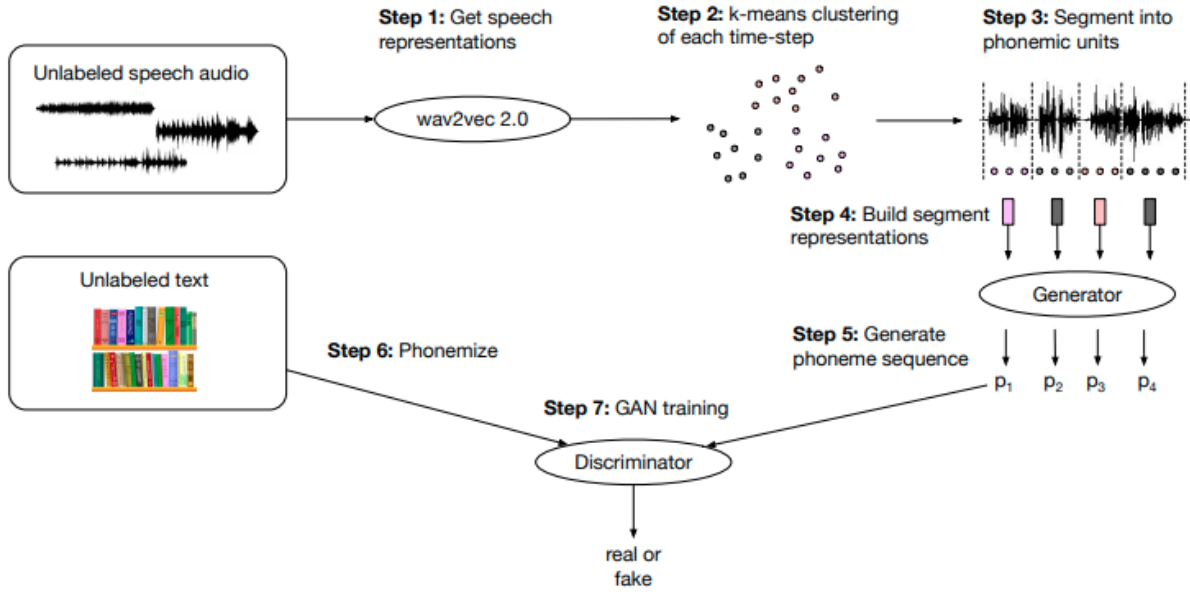 Step 1: Get speech
representations
Step 2: k-means clustering
of each time-step
Step 3: Segment into
phonemic units
Unlabeled speech audio
wav2vec 2.0
Step 4: Build segment
representations
Unlabeled text
Generator
Step 5: Generate
phoneme sequence
Step 6: Phonemize
p1 p2 p3 p4
Step 7: GAN training
Discriminator
real or
fake